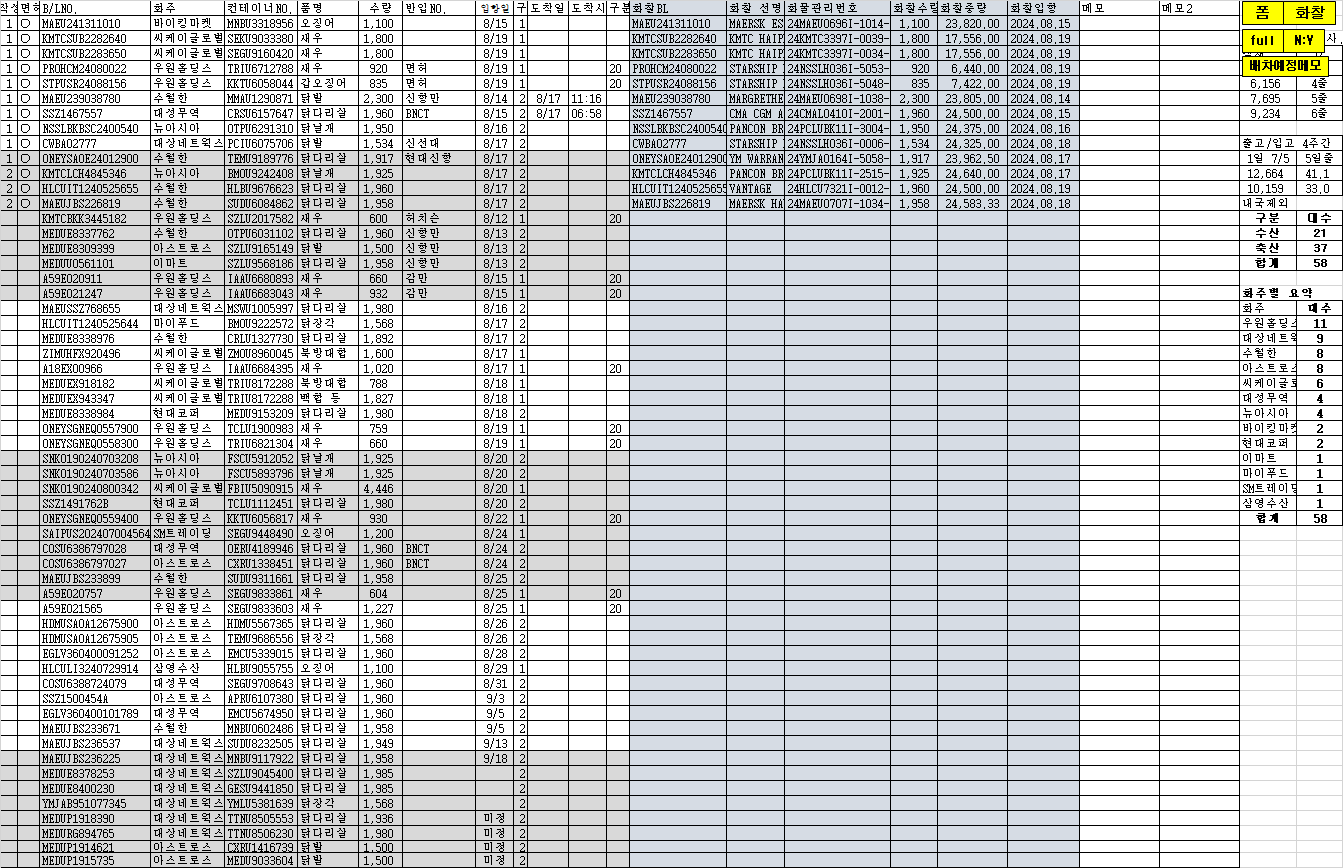 작성 면허 B/LNO. 화주 컨테이너NO. 품명 수량 반입NO. 입항일 구 도착일 도착시 구분 화찰BL 화찰 선명 화물관리번호 화찰수량 화찰중량 화찰입항 메모 메모2 폼 화찰
1 O MAEU241311010 바이킹마켓 MNBU3318956 오징어 1,100 8/15 1 MAEU241311010 MAERSK ES 24MAEU0696I-1014- 1,100 23,820,00 2024.08.15
1 O KMTCSUB2282640 씨케이글로벌 SEKU9033380 새우 1,800 8/19 1 KMTCSUB2282640 KMTC HAIP 24KMTC3397I-0039- 1,800 17,556,00 2024.08.19 full N:Y 사.
1 O KMTCSUB2283650 씨케이글로벌 SEGU9160420 새우 1,800 8/19 1 KMTCSUB2283650 KMTC HAIP 24KMTC3397I-0034- 1,800 17,556,00 2024.08.19
1 O PROHCM24080022 우원홀딩스 TRIU6712788 새우 920 면허 8/19 1 20 PROHCM24080022 STARSHIP 24NSSLH036I-5053- 920 6,440,00 2024.08.19 배차예정메모
1 O STPUSR24088156 우원홀딩스 KKTU6058044 갑오징어 835 면허 8/19 1 20 STPUSR24088156 STARSHIP 24NSSLH036I-5048- 835 7,422,00 2024.08.19 6,156 4줄
1 O MAEU239038780 수월한 MMAU1290871 닭발 2,300 신항만 8/14 2 8/17 11:16 MAEU239038780 MARGRETHE 24MAEU0698I-1038- 2,300 23,805,00 2024.08.14 7,695 5줄
1 O SSZ1467557 대성무역 CRSU6157647 닭다리살 1,960 BNCT 8/15 2 8/17 06:58 SSZ1467557 CMA CGM A 24CMAL0410I-2001- 1,960 24,500,00 2024.08.15 9,234 6줄
1 O NSSLBKBSC2400540 뉴아시아 OTPU6291310 닭날개 1,950 8/16 2 NSSLBKBSC2400540 PANCON BR 24PCLUBK11I-3004- 1,950 24,375,00 2024.08.16
1 O CWBA02777 대상네트웍스 PCIU6075706 닭발 1,534 신선대 8/16 2 CWBA02777 STARSHIP 24NSSLH036I-0006- 1,534 24,325,00 2024.08.18 출고/입고 4주간
1 O ONEYSAOE24012900 수월한 TEMU9189776 닭다리살 1,917 현대신항 8/17 2 ONEYSAOE24012900 YM WARRAN 24YMJA0164I-5058- 1,917 23,962,50 2024.08.17 1일 7/5 5일줄
2 O KMTCLCH4845346 뉴아시아 BMOU9242408 닭날개 1,925 8/17 2 KMTCLCH4845346 PANCON BR 24PCLUBK11I-2515- 1,925 24,640,00 2024.08.17 12,664 41.1
1 O HLCUIT1240525655 수월한 HLBU9676623 닭다리살 1,960 8/17 2 HLCUIT1240525655 VANTAGE 24HLCU7321I-0012- 1,960 24,500,00 2024.08.17 10,159 33.0
2 O MAEUJBS226819 수월한 SUDU6084862 닭다리살 1,958 8/17 2 MAEUJBS226819 MAERSK HA 24MAEU0707I-1034- 1,958 24,583,33 2024.08.18 내국제외
KMTCBKK3445182 우원홀딩스 SZLU2017582 새우 600 허치슨 8/12 1 20 구분 대수
MEDUE8337762 수월한 OTPU6031102 닭다리살 1,960 신항만 8/13 2 수산 21
MEDUE8309399 아스트로스 SZLU9165149 닭발 1,500 신항만 8/13 2 축산 37
MEDUU0561101 이마트 SZLU9568186 닭다리살 1,958 신항만 8/13 2 합계 58
A59E020911 우원홀딩스 IAAU6680893 새우 660 감만 8/15 1 20
A59E021247 우원홀딩스 IAAU6683043 새우 932 감만 8/15 1 20 화주별 요약
MAEUSSZ768655 대상네트웍스 MSWU1005997 닭다리살 1,980 8/16 2 화주 대수
HLCUIT1240525644 마이푸드 BMOU9222572 닭장각 1,568 8/17 2 우원홀딩스 11
MEDUE8338976 수월한 CRLU1327730 닭다리살 1,892 8/17 2 대상네트웍 9
ZIMUHFX920496 씨케이글로벌 ZMOU8960045 북방대합 1,600 8/17 1 수월한 8
A18EX00966 우원홀딩스 IAAU6684395 새우 1,020 8/17 1 20 아스트로스 8
MEDUEX918182 씨케이글로벌 TRIU8172288 북방대합 788 8/18 1 씨케이글로 6
MEDUEX943347 씨케이글로벌 TRIU8172288 백합 등 1,827 8/18 1 대성무역 4
MEDUE8338984 현대코퍼 MEDU9153209 닭다리살 1,980 8/18 2 뉴아시아 4
ONEYSGNEQ0557900 우원홀딩스 TCLU1900983 새우 759 8/19 1 20 바이킹마켓 2
ONEYSGNEQ0558300 우원홀딩스 TRIU6821304 새우 660 8/19 1 20 현대코퍼 2
SNKO190240703208 뉴아시아 FSCU5912052 닭날개 1,925 8/20 2 이마트 1
SNKO190240703586 뉴아시아 FSCU5893796 닭날개 1,925 8/20 2 마이푸드 1
SNKO190240800342 씨케이글로벌 FBIU5090915 새우 4,446 8/20 1 SM트레이딩 1
SSZ1491762B 현대코퍼 TCLU1112451 닭다리살 1,980 8/20 2 삼영수산 1
ONEYSGNEQ0559400 우원홀딩스 KKTU6056817 새우 930 8/22 1 20 합계 58
SAIPUS202407004564 SM트레이딩 SEGU9448490 오징어 1,200 8/24 1
COSU6386797028 대성무역 OERU4189946 닭다리살 1,960 BNCT 8/24 2
COSU6386797027 아스트로스 CXRU1338451 닭다리살 1,960 BNCT 8/24 2
MAEUJBS233899 수월한 SUDU9311661 닭다리살 1,958 8/25 2
A59E020757 우원홀딩스 SEGU9833861 새우 604 8/25 1 20
A59E021565 우원홀딩스 SEGU9833603 새우 1,227 8/25 1 20
HDMUSAOA12675900 아스트로스 HDMU5567365 닭다리살 1,960 8/26 2
HDMUSAOA12675905 아스트로스 TEMU9686556 닭장각 1,568 8/26 2
EGLV360400091252 아스트로스 EMCU5339015 닭다리살 1,960 8/28 2
HLCULI3240729914 삼영수산 HLBU9055755 오징어 1,100 8/29 1
COSU6388724079 대성무역 SEGU9708643 닭다리살 1,960 8/31 2
SSZ1500454A 아스트로스 APRU6107380 닭다리살 1,960 9/3 2
EGLV360400101789 대성무역 EMCU5674950 닭다리살 1,960 9/5 2
MAEUJBS233671 수월한 MNBU0602486 닭다리살 1,958 9/5 2
MAEUJBS236537 대상네트웍스 SUDU8232505 닭다리살 1,949 9/13 2
MAEUJBS236225 대상네트웍스 MNBU9117922 닭다리살 1,958 9/18 2
MEDUE8378253 대상네트웍스 SZLU9045400 닭다리살 1,985 2
MEDUE8400230 대상네트웍스 GESU9441850 닭다리살 1,985 2
YMJAB951077345 대상네트웍스 YMLU5381639 닭장각 1,568 2
MEDUP1918390 대상네트웍스 TTNU8505553 닭다리살 1,936 미정 2
MEDURG894765 대상네트웍스 TTNU8506230 닭다리살 1,980 미정 2
MEDUP1914621 아스트로스 CXRU1416739 닭발 1,500 미정 2
MEDUP1915735 아스트로스 MEDU9033604 닭발 1,500 미정 2